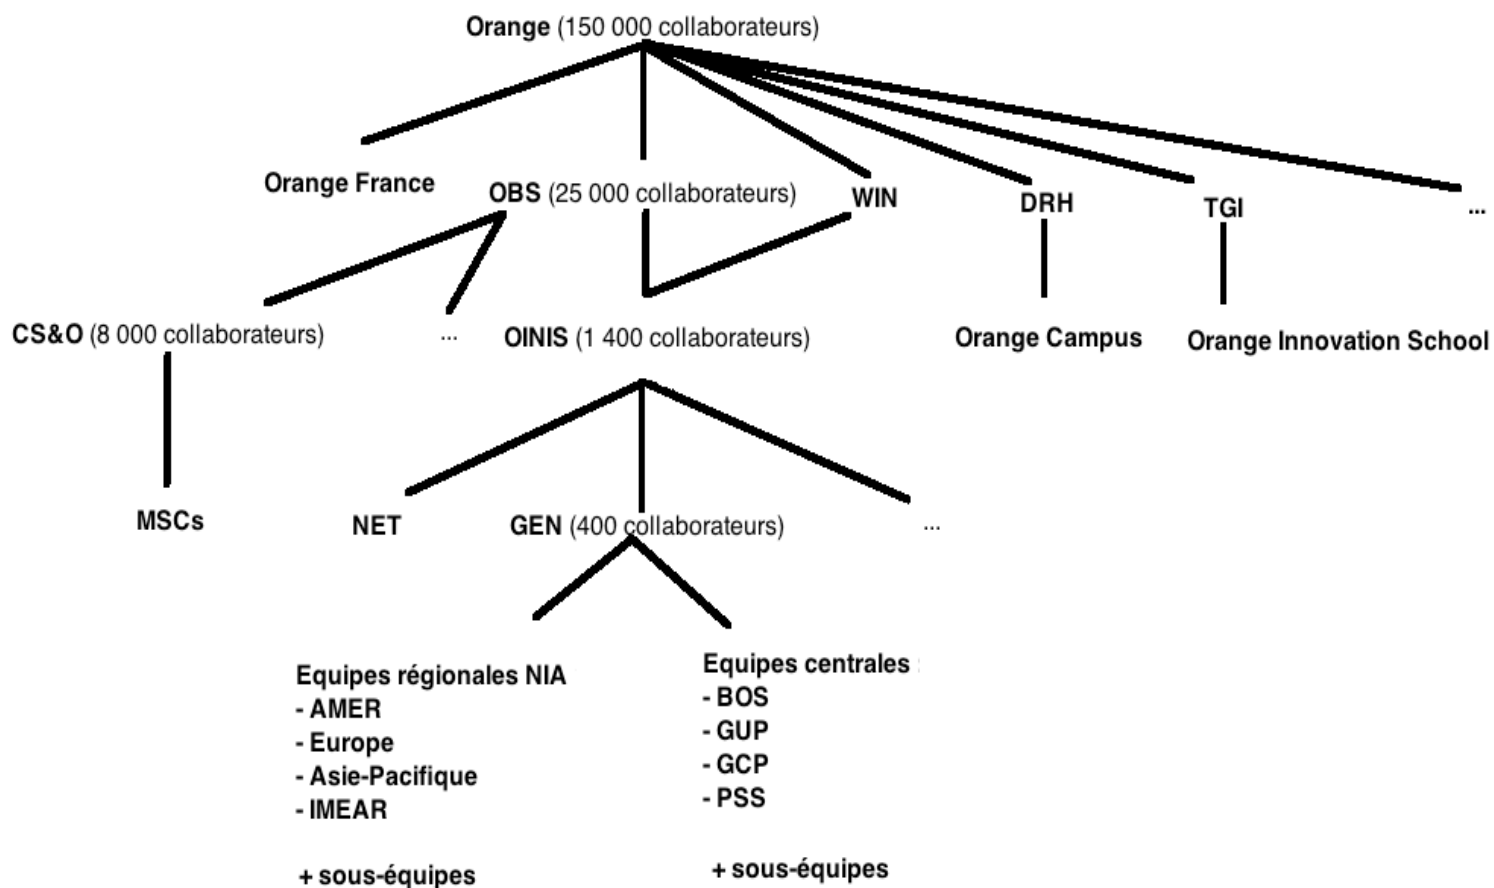 Orange (150 000 collaborateurs)
Orange France
OBS (25 000 collaborateurs)
WIN
DRH
TGI
...
CS&O (8 000 collaborateurs)
...
OINIS (1 400 collaborateurs)
Orange Campus
Orange Innovation School
MSCs
NET
GEN (400 collaborateurs)
...
Equipes régionales NIA
- AMER
- Europe
- Asie-Pacifique
- IMEAR
+ sous-équipes
Equipes centrales :
- BOS
- GUP
- GCP
- PSS
+ sous-équipes